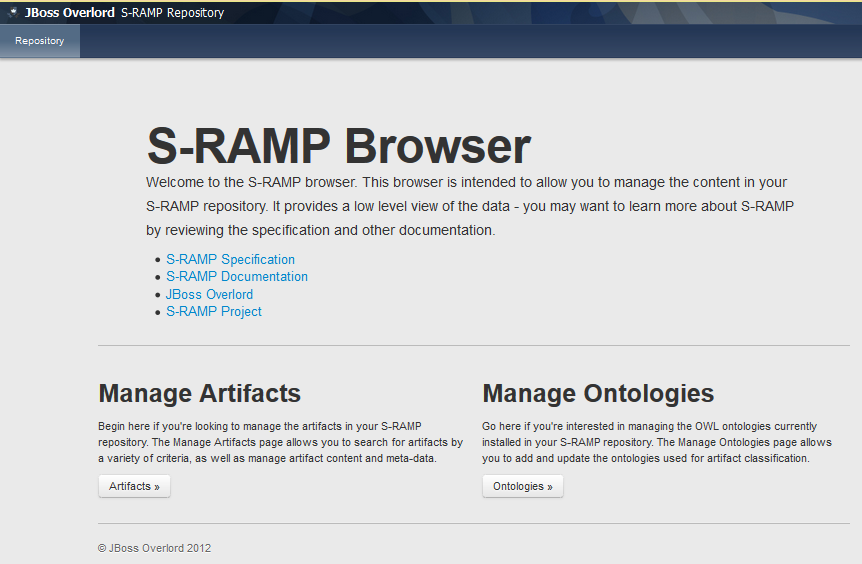 JBoss Overlord S-RAMP Repository
Repository
S-RAMP Browser
Welcome to the S-RAMP browser. This browser is intended to allow you to manage the content in your
S-RAMP repository. It provides a low level view of the data - you may want to learn more about S-RAMP
by reviewing the specification and other documentation.
• S-RAMP Specification
• S-RAMP Documentation
• JBoss Overlord
• S-RAMP Project
Manage Artifacts
Begin here if you're looking to manage the artifacts in your S-RAMP
repository. The Manage Artifacts page allows you to search for artifacts by
a variety of criteria, as well as manage artifact content and meta-data.
Artifacts »
Manage Ontologies
Go here if you're interested in managing the OWL ontologies currently
installed in your S-RAMP repository. The Manage Ontologies page allows
you to add and update the ontologies used for artifact classification.
Ontologies »
© JBoss Overlord 2012